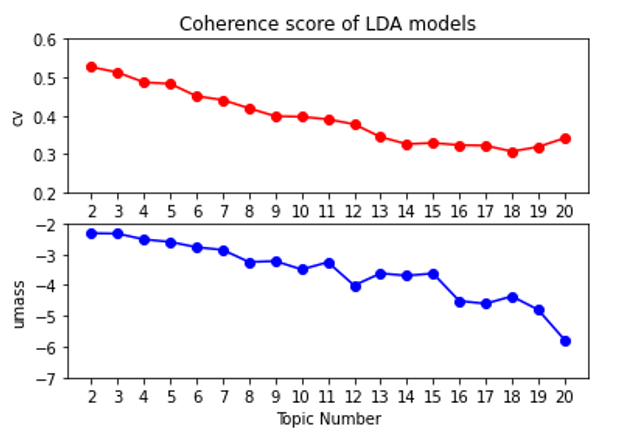 Coherence score of LDA models
0.6
0.5
0.4
0.3
0.2
cv
2 3 4 5 6 7 8 9 10 11 12 13 14 15 16 17 18 19 20
−2
−3
−4
−5
−6
−7
umass
2 3 4 5 6 7 8 9 10 11 12 13 14 15 16 17 18 19 20
Topic Number